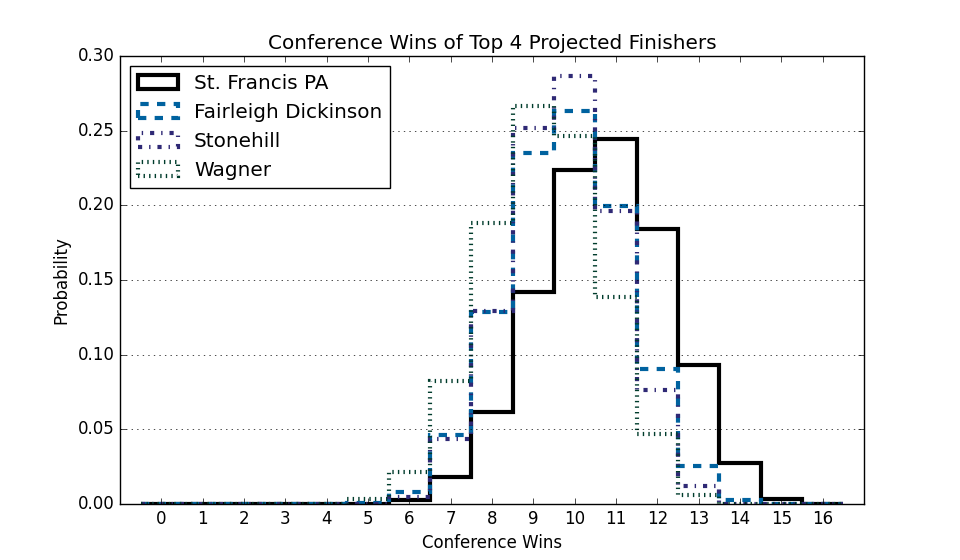 Conference Wins of Top 4 Projected Finishers
0.30
0.25
0.20
0.15
0.10
0.05
0.00
Probability
St. Francis PA
Fairleigh Dickinson
Stonehill
Wagner
0 1 2 3 4 5 6 7 8 9 10 11 12 13 14 15 16
Conference Wins